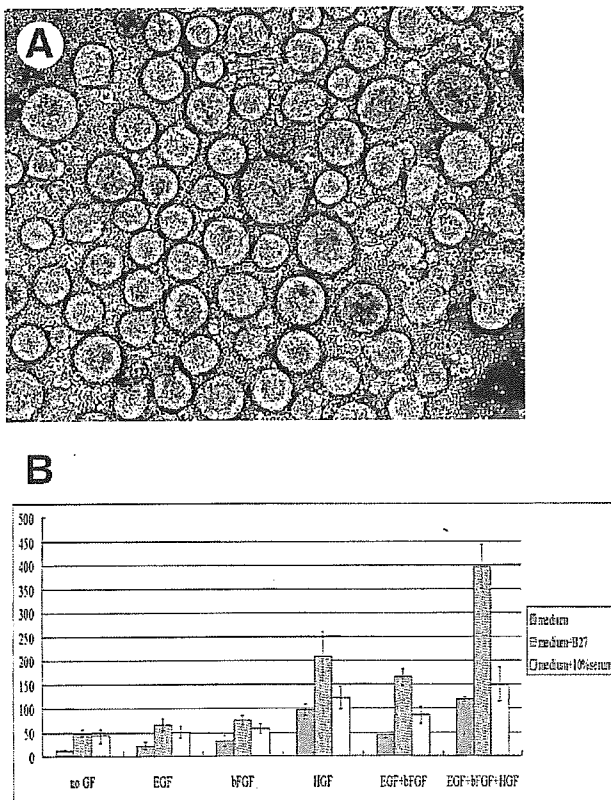 A
B
500
450
400
350
300
250
200
150
100
50
0
no GF
EGF
bFGF
HGF
EGF+bFGF
EGF+bFGF+HGF
medium
medium+B27
medium+10%serum